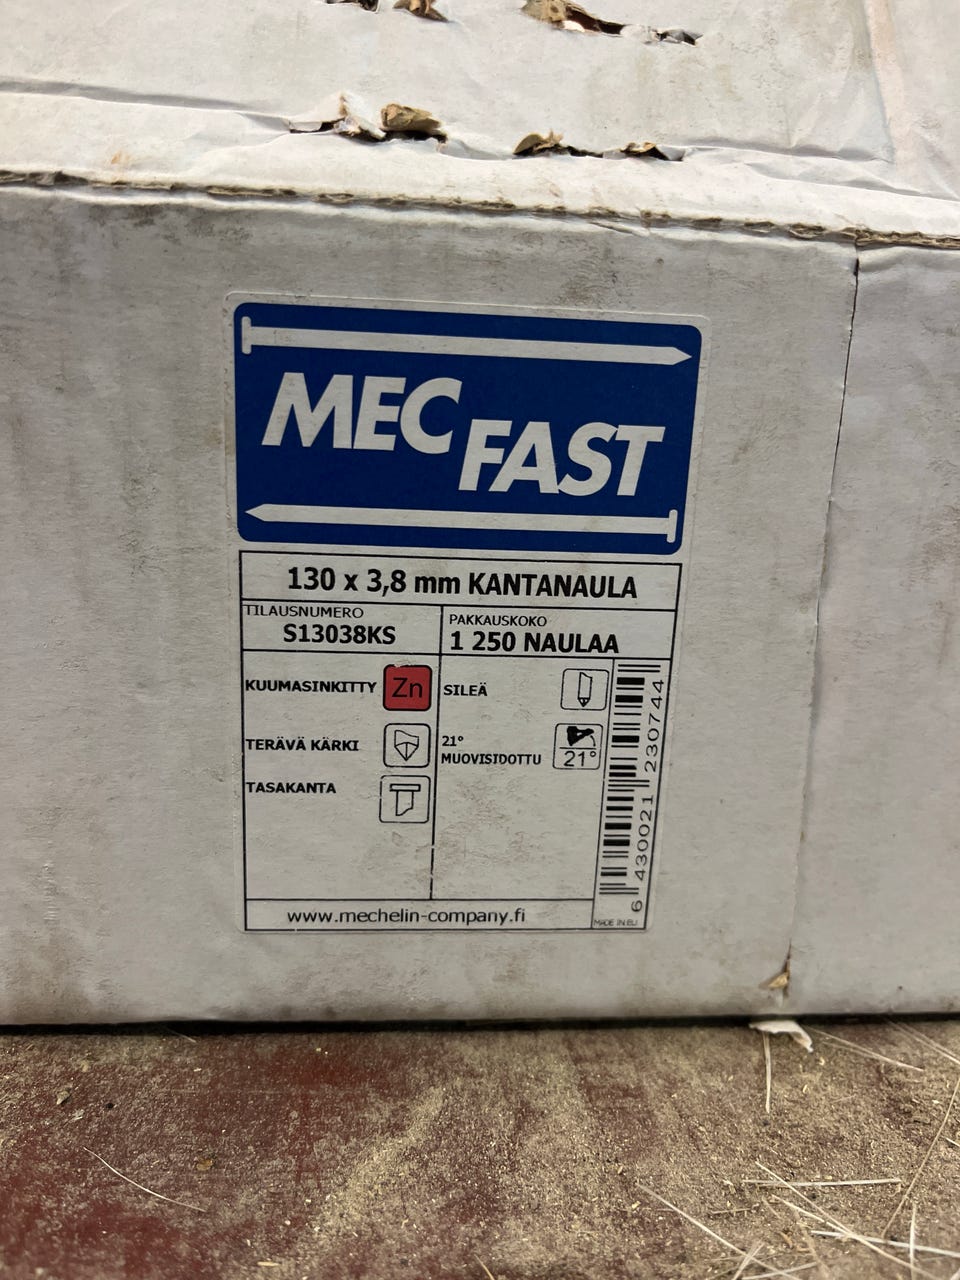 MEC
FAST
130 x 3,8 mm KANTANAULA
TILAUSNUMERO
S13038KS
PAKKAUSKOKO
1 250 NAULAA
KUUMASINKITTY
Zn
SILEÄ
TERÄVÄ KÄRKI
21°
MUOVISIDOTTU
21°
TASAKANTA
6 430021 230744
www.mechelin-company.fi
MADE IN EU